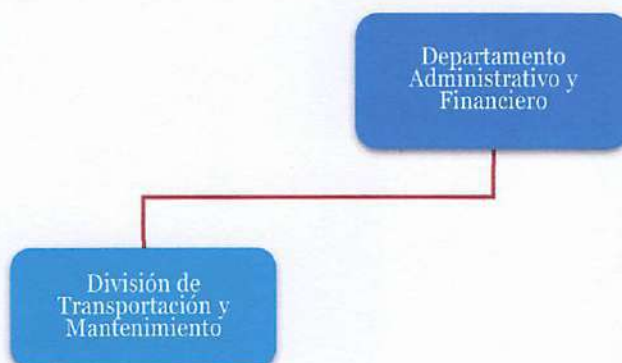 Departamento
Administrativo y
Financiero
División de
Transportación y
Mantenimiento